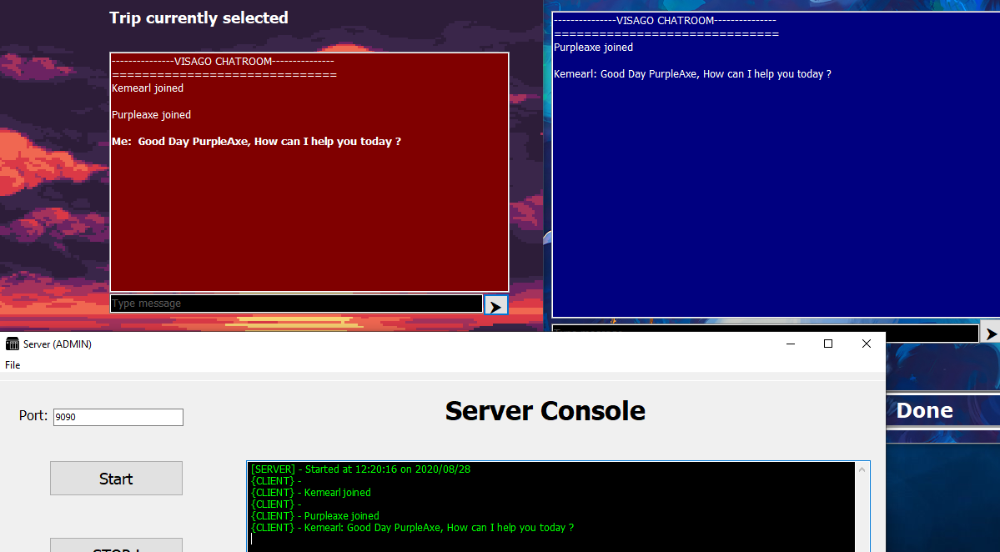 Trip currently selected
---------------VISAGO CHATROOM---------------
==============================
Kemearl joined
Purpleaxe joined
Me:  Good Day PurpleAxe, How can I help you today ?
Type message
---------------VISAGO CHATROOM---------------
==============================
Purpleaxe joined
Kemearl: Good Day PurpleAxe, How can I help you today ?
Done
Server (ADMIN)
File
Port: 9090
Server Console
Start
[SERVER] - Started at 12:20:16 on 2020/08/28
{CLIENT} -
{CLIENT} - Kemearl joined
{CLIENT} -
{CLIENT} - Purpleaxe joined
{CLIENT} - Kemearl: Good Day PurpleAxe, How can I help you today ?